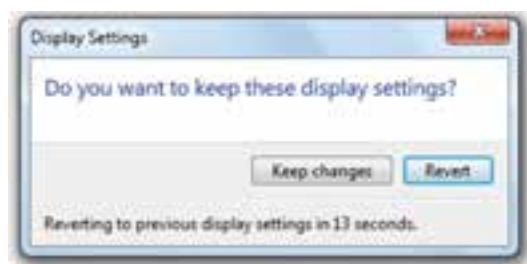 Display Settings
Do you want to keep these display settings?
Keep changes Revert
Reverting to previous display settings in 13 seconds.